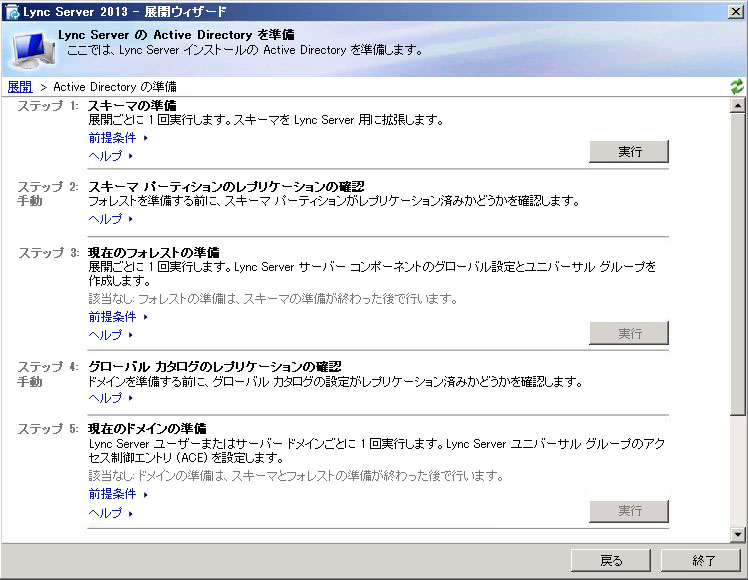 Lync Server 2013 - 展開ウィザード
Lync Server の Active Directory を準備
ここでは、Lync Server インストールの Active Directory を準備します。
展開 > Active Directory の準備
ステップ 1: スキーマの準備
展開ごとに 1 回実行します。スキーマを Lync Server 用に拡張します。
前提条件
ヘルプ
実行
ステップ 2: スキーマ パーティションのレプリケーションの確認
手動 フォレストを準備する前に、スキーマ パーティションがレプリケーション済みかどうかを確認します。
ヘルプ
ステップ 3: 現在のフォレストの準備
展開ごとに 1 回実行します。Lync Server サーバー コンポーネントのグローバル設定とユニバーサル グループを
作成します。
該当なし: フォレストの準備は、スキーマの準備が終わった後で行います。
前提条件
ヘルプ
実行
ステップ 4: グローバル カタログのレプリケーションの確認
手動 ドメインを準備する前に、グローバル カタログの設定がレプリケーション済みかどうかを確認します。
ヘルプ
ステップ 5: 現在のドメインの準備
Lync Server ユーザーまたはサーバー ドメインごとに 1 回実行します。Lync Server ユニバーサル グループのアク
セス制御エントリ (ACE) を設定します。
該当なし: ドメインの準備は、スキーマとフォレストの準備が終わった後で行います。
前提条件
ヘルプ
実行
戻る 終了